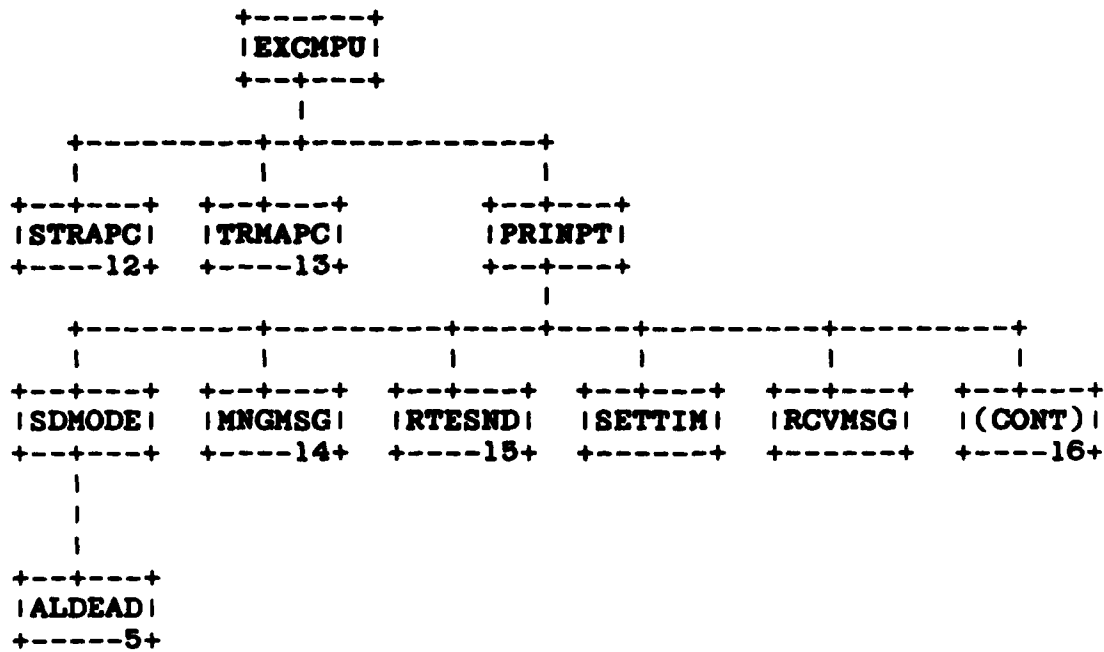 EXCMPU
STRAPC TRMAPC PRINPT
12 13
SDMODE MNGMSG RTESND SETTIM RCVMSG (CONT)
14 15 16
ALDEAD
5